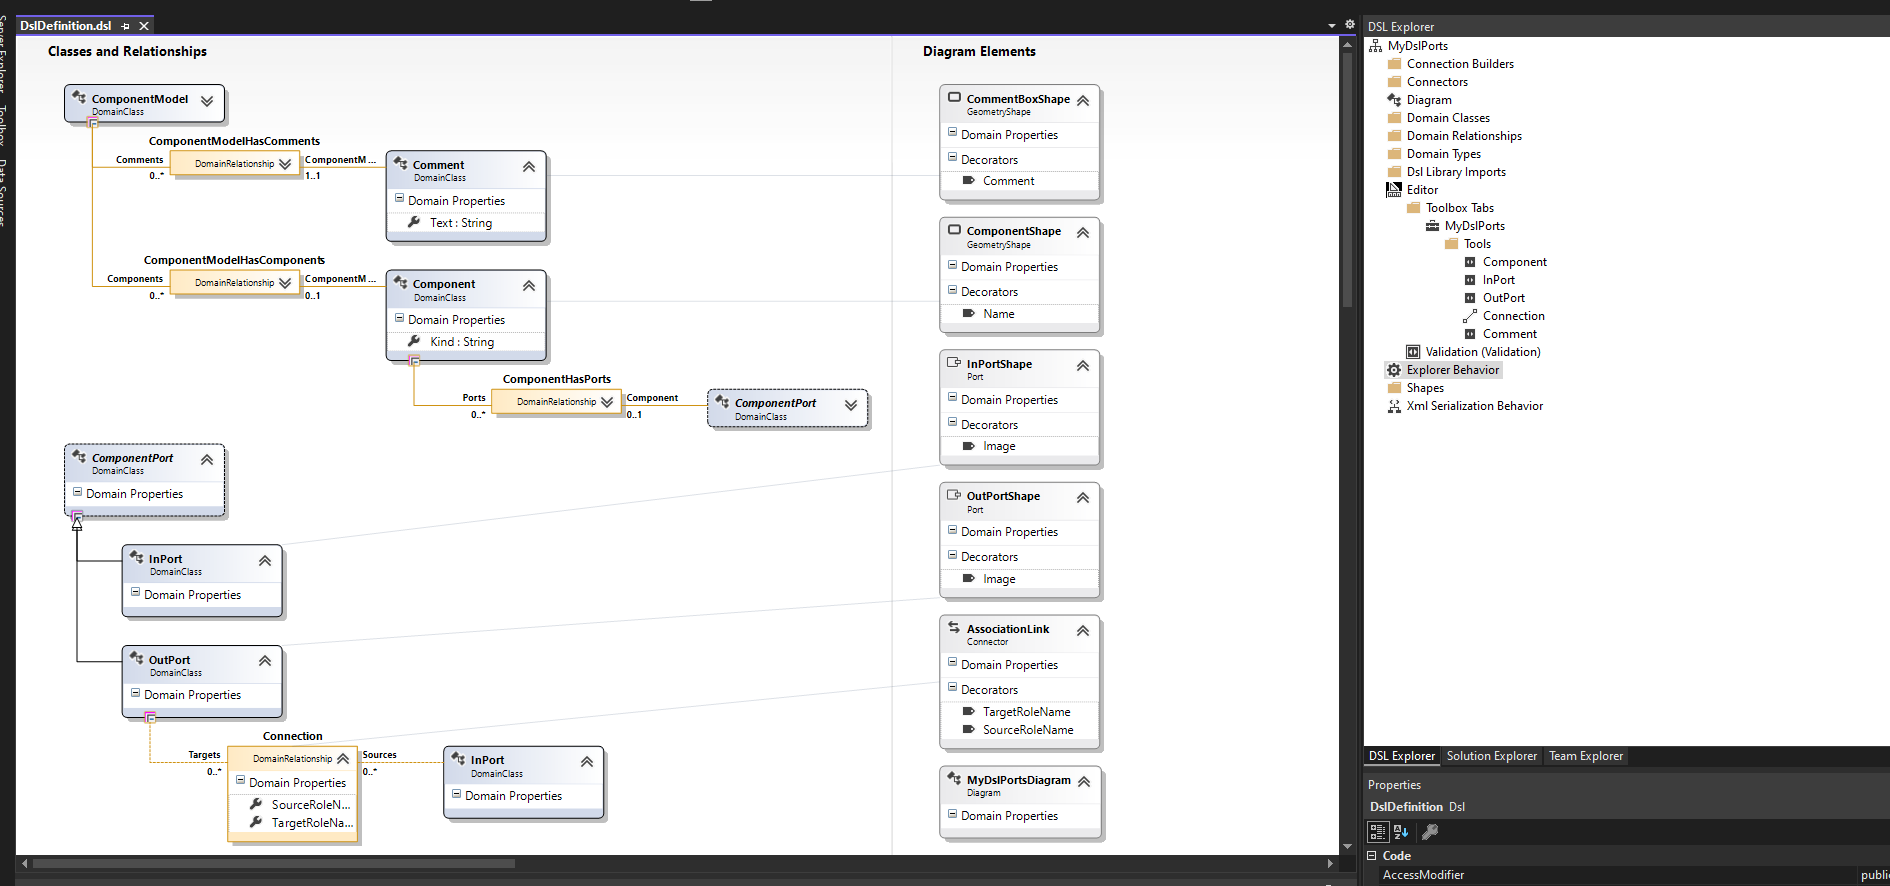 Server Explorer
Toolbox
Data Sources
DslDefinition.dsl
Classes and Relationships
ComponentModel
DomainClass
ComponentModelHasComments
Comments
DomainRelationship
ComponentM ...
0..*
1..1
Comment
DomainClass
Domain Properties
Text : String
ComponentModelHasComponents
Components
DomainRelationship
ComponentM ...
0..*
0..1
Component
DomainClass
Domain Properties
Kind : String
ComponentHasPorts
Ports
DomainRelationship
Component
0..*
0..1
ComponentPort
DomainClass
ComponentPort
DomainClass
Domain Properties
InPort
DomainClass
Domain Properties
OutPort
DomainClass
Domain Properties
Connection
Targets
DomainRelationship
Sources
0..*
0..*
Domain Properties
SourceRoleN...
TargetRoleNa...
InPort
DomainClass
Domain Properties
Diagram Elements
CommentBoxShape
GeometryShape
Domain Properties
Decorators
Comment
ComponentShape
GeometryShape
Domain Properties
Decorators
Name
InPortShape
Port
Domain Properties
Decorators
Image
OutPortShape
Port
Domain Properties
Decorators
Image
AssociationLink
Connector
Domain Properties
Decorators
TargetRoleName
SourceRoleName
MyDslPortsDiagram
Diagram
Domain Properties
DSL Explorer
MyDslPorts
Connection Builders
Connectors
Diagram
Domain Classes
Domain Relationships
Domain Types
Dsl Library Imports
Editor
Toolbox Tabs
MyDslPorts
Tools
Component
InPort
OutPort
Connection
Comment
Validation (Validation)
Explorer Behavior
Shapes
Xml Serialization Behavior
DSL Explorer Solution Explorer Team Explorer
Properties
DslDefinition Dsl
Code
AccessModifier public